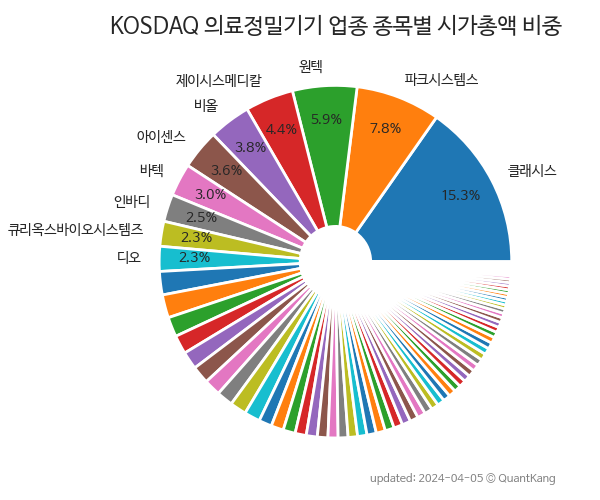 KOSDAQ 의료정밀기기 업종 종목별 시가총액 비중
클래시스
15.3%
파크시스템스
7.8%
원텍
5.9%
제이시스메디칼
4.4%
비올
3.8%
아이센스
3.6%
바텍
3.0%
인바디
2.5%
큐리옥스바이오시스템즈
2.3%
디오
2.3%
updated: 2024-04-05 © QuantKang